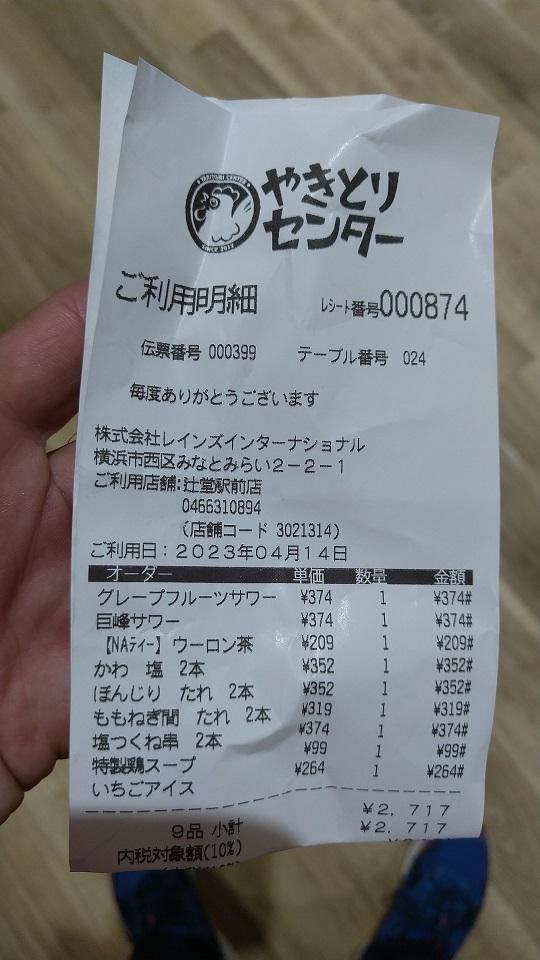 YAKITORI CENTER
SINCE 2017
やきとり
センター
ご利用明細 レシート番号000874
伝票番号 000399 テーブル番号 024
毎度ありがとうございます
株式会社レインズインターナショナル
横浜市西区みなとみらい2-2-1
ご利用店舗:辻堂駅前店
0466310894
(店舗コード 3021314)
ご利用日:2023年04月14日
オーダー 単価 数量 金額
グレープフルーツサワー ¥374 1 ¥374#
巨峰サワー ¥374 1 ¥374#
【NAティー】ウーロン茶 ¥209 1 ¥209#
かわ 塩 2本 ¥352 1 ¥352#
ぼんじり たれ 2本 ¥352 1 ¥352#
ももねぎ間 たれ 2本 ¥319 1 ¥319#
塩つくね串 2本 ¥374 1 ¥374#
特製鶏スープ ¥99 1 ¥99#
いちごアイス ¥264 1 ¥264#
9品 小計 ¥2,717
内税対象額(10%) ¥2,717